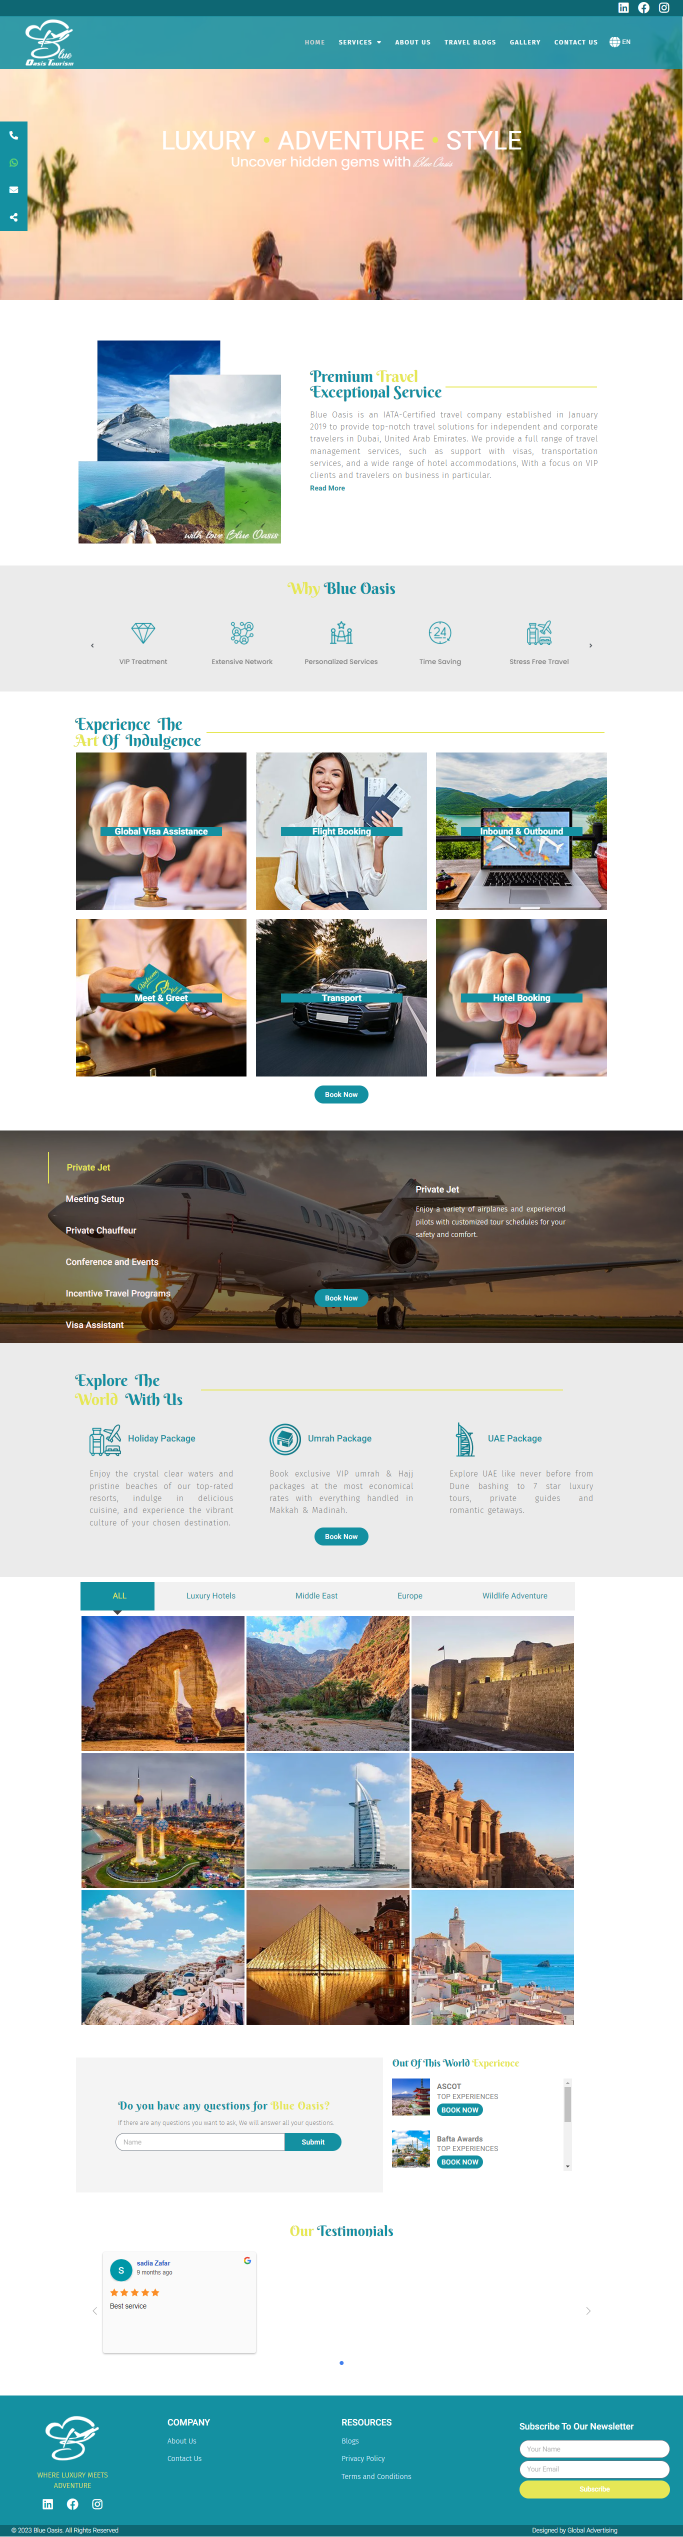 Blue
Oasis Tourism
HOME SERVICES ABOUT US TRAVEL BLOGS GALLERY CONTACT US EN
LUXURY • ADVENTURE • STYLE
Uncover hidden gems with Blue Oasis
Premium Travel
Exceptional Service
Blue Oasis is an IATA-Certified travel company established in January
2019 to provide top-notch travel solutions for independent and corporate
travelers in Dubai, United Arab Emirates. We provide a full range of travel
management services, such as support with visas, transportation
services, and a wide range of hotel accommodations, With a focus on VIP
clients and travelers on business in particular.
Read More
with love Blue Oasis
Why Blue Oasis
VIP Treatment
Extensive Network
Personalized Services
24
Time Saving
Stress Free Travel
Experience The
Art Of Indulgence
Global Visa Assistance
Flight Booking
Inbound & Outbound
Meet & Greet
Transport
Hotel Booking
Book Now
Private Jet
Meeting Setup
Private Chauffeur
Conference and Events
Incentive Travel Programs
Visa Assistant
Private Jet
Enjoy a variety of airplanes and experienced
pilots with customized tour schedules for your
safety and comfort.
Book Now
Explore The
World With Us
Holiday Package
Enjoy the crystal clear waters and
pristine beaches of our top-rated
resorts, indulge in delicious
cuisine, and experience the vibrant
culture of your chosen destination.
Umrah Package
Book exclusive VIP umrah & Hajj
packages at the most economical
rates with everything handled in
Makkah & Madinah.
UAE Package
Explore UAE like never before from
Dune bashing to 7 star luxury
tours, private guides and
romantic getaways.
Book Now
ALL Luxury Hotels Middle East Europe Wildlife Adventure
Do you have any questions for Blue Oasis?
If there are any questions you want to ask, We will answer all your questions.
Name Submit
Out Of This World Experience
ASCOT
TOP EXPERIENCES
BOOK NOW
Bafta Awards
TOP EXPERIENCES
BOOK NOW
Our Testimonials
S
sadia Zafar
9 months ago
Best service
WHERE LUXURY MEETS
ADVENTURE
COMPANY
About Us
Contact Us
RESOURCES
Blogs
Privacy Policy
Terms and Conditions
Subscribe To Our Newsletter
Your Name
Your Email
Subscribe
© 2023 Blue Oasis. All Rights Reserved
Designed by Global Advertising